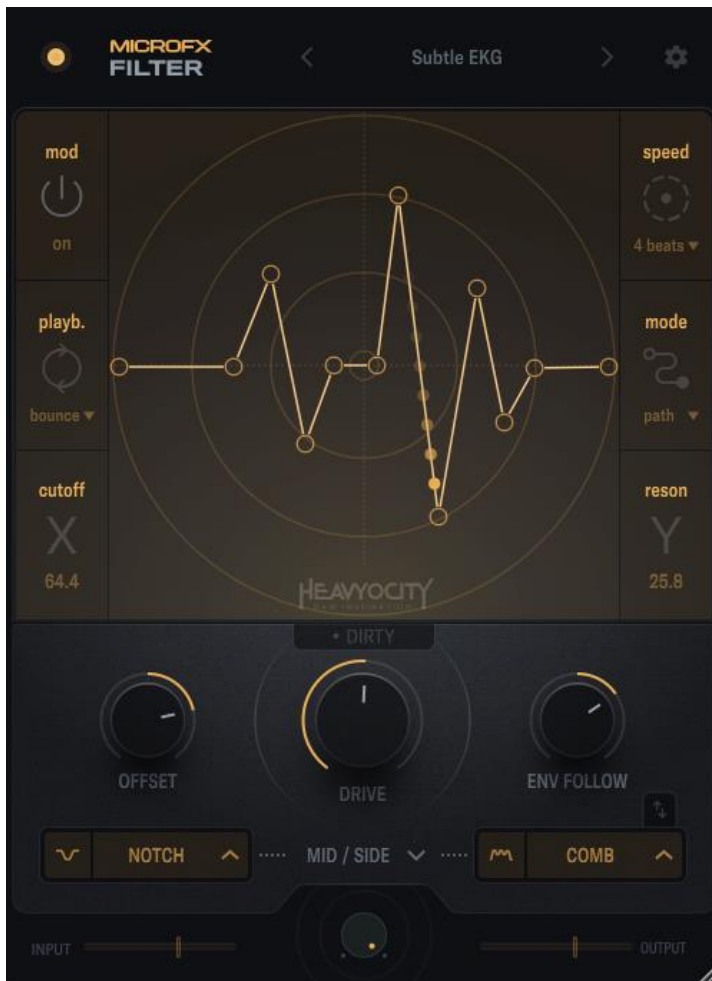 MICROFX
FILTER
Subtle EKG
mod
on
speed
4 beats
playb.
bounce
mode
path
cutoff
X
64.4
reson
Y
25.8
HEAVYOCITY
• DIRTY
OFFSET
DRIVE
ENV FOLLOW
NOTCH
MID / SIDE
COMB
INPUT
OUTPUT